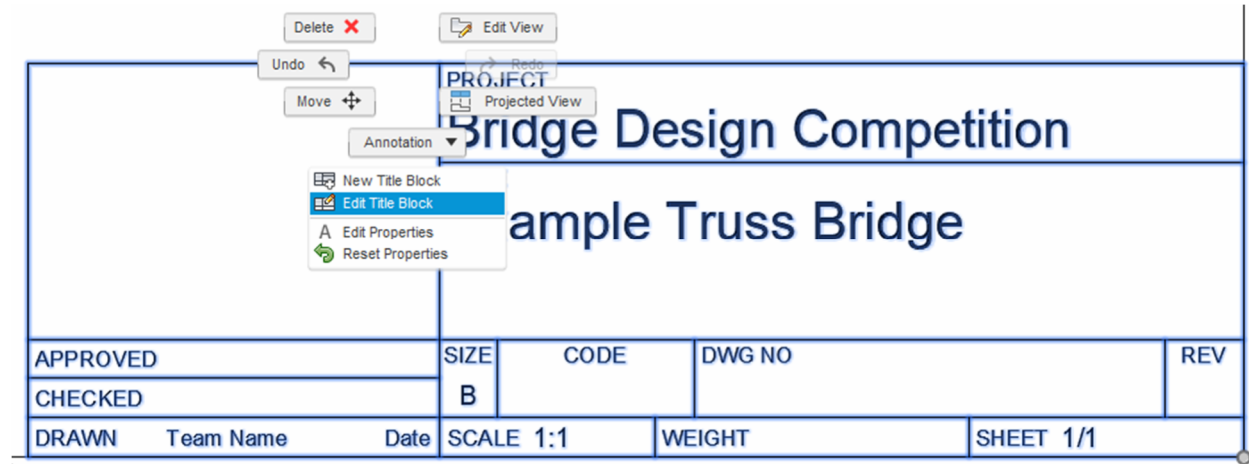 Delete
Edit View
Undo
Redo
PROJECT
Move
Projected View
Bridge Design Competition
Annotation
New Title Block
Edit Title Block
ample Truss Bridge
A Edit Properties
Reset Properties
APPROVED
SIZE CODE DWG NO REV
CHECKED
B
DRAWN Team Name Date SCALE 1:1 WEIGHT SHEET 1/1